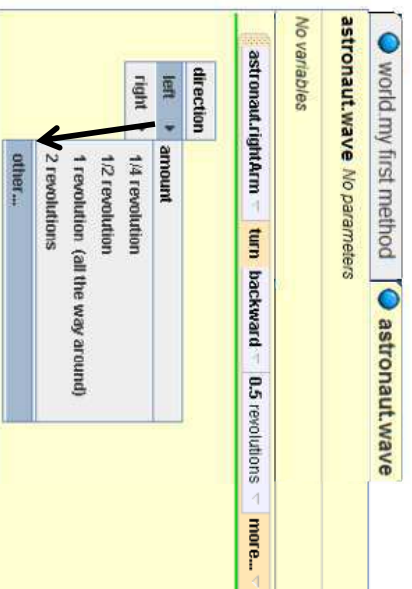 world.my first method astronaut.wave
astronaut.wave No parameters
No variables
astronaut.rightArm turn backward 0.5 revolutions more...
direction
left amount
right 1/4 revolution
1/2 revolution
1 revolution (all the way around)
2 revolutions
other...